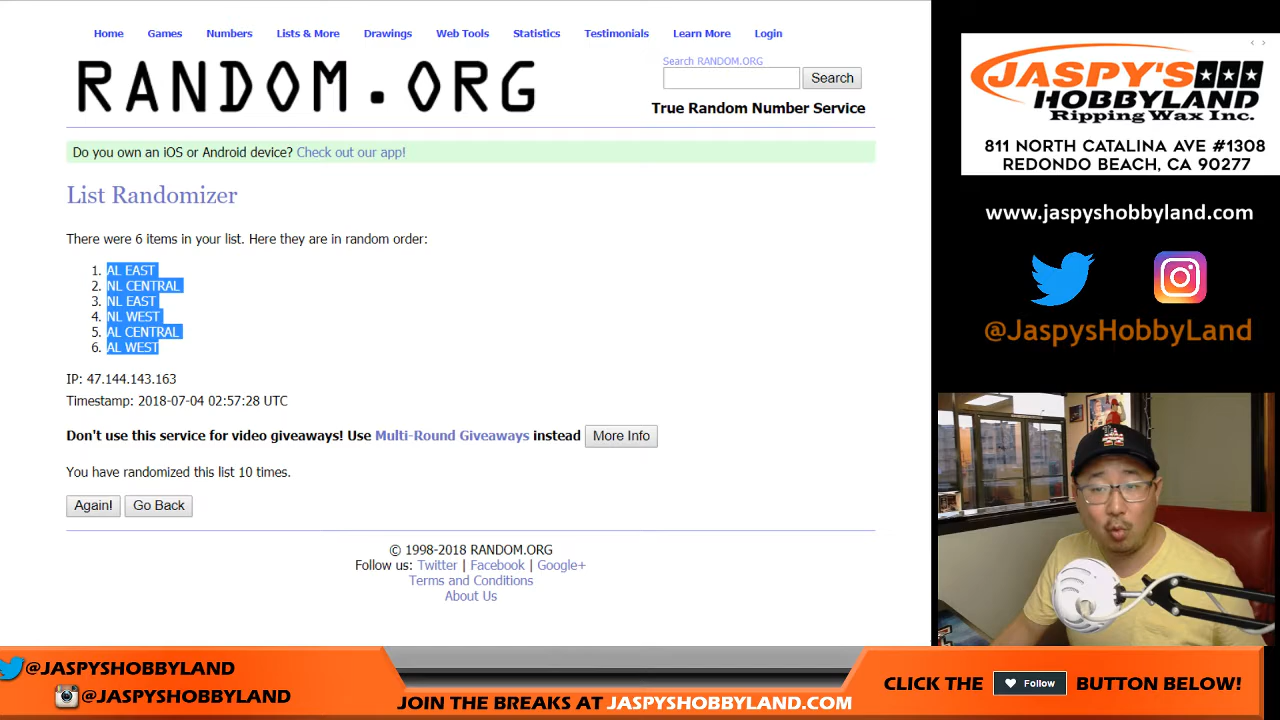 Home Games Numbers Lists & More Drawings Web Tools Statistics Testimonials Learn More Login
RANDOM.ORG
Search RANDOM.ORG
Search
True Random Number Service
Do you own an iOS or Android device? Check out our app!
List Randomizer
There were 6 items in your list. Here they are in random order:
1. AL EAST
2. NL CENTRAL
3. NL EAST
4. NL WEST
5. AL CENTRAL
6. AL WEST
IP: 47.144.143.163
Timestamp: 2018-07-04 02:57:28 UTC
Don't use this service for video giveaways! Use Multi-Round Giveaways instead More Info
You have randomized this list 10 times.
Again! Go Back
© 1998-2018 RANDOM.ORG
Follow us: Twitter | Facebook | Google+
Terms and Conditions
About Us
JASPY'S
HOBBYLAND
Ripping Wax Inc.
811 NORTH CATALINA AVE #1308
REDONDO BEACH, CA 90277
www.jaspyshobbyland.com
@JaspysHobbyLand
@JASPYSHOBBYLAND
@JASPYSHOBBYLAND
JOIN THE BREAKS AT JASPYSHOBBYLAND.COM
CLICK THE Follow BUTTON BELOW!